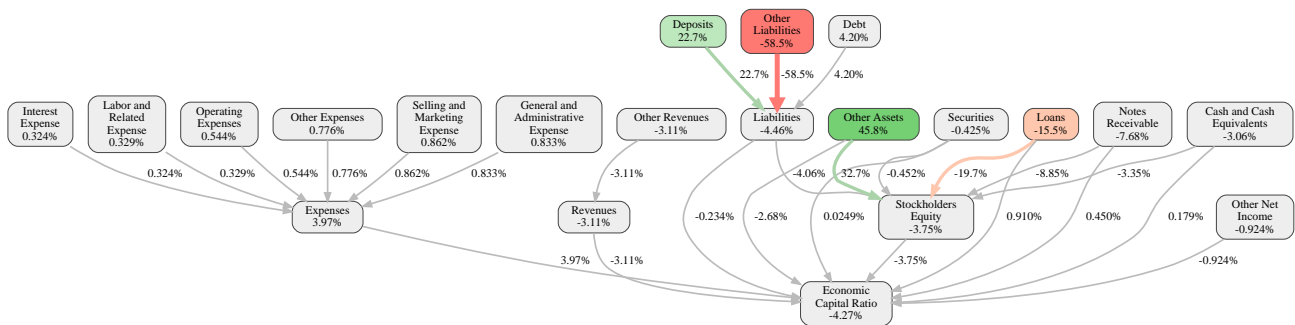 Deposits
22.7%
Other
Liabilities
-58.5%
Debt
4.20%
22.7%
-58.5%
4.20%
Interest
Expense
0.324%
Labor and
Related
Expense
0.329%
Operating
Expenses
0.544%
Other Expenses
0.776%
Selling and
Marketing
Expense
0.862%
General and
Administrative
Expense
0.833%
Other Revenues
-3.11%
Liabilities
-4.46%
Other Assets
45.8%
Securities
-0.425%
Loans
-15.5%
Notes
Receivable
-7.68%
Cash and Cash
Equivalents
-3.06%
0.324%
0.329%
0.544%
0.776%
0.862%
0.833%
-3.11%
-4.06%
32.7%
-0.452%
-19.7%
-8.85%
-3.35%
Expenses
3.97%
Revenues
-3.11%
-0.234%
-2.68%
0.0249%
Stockholders
Equity
-3.75%
0.910%
0.450%
0.179%
Other Net
Income
-0.924%
3.97%
-3.11%
-3.75%
-0.924%
Economic
Capital Ratio
-4.27%